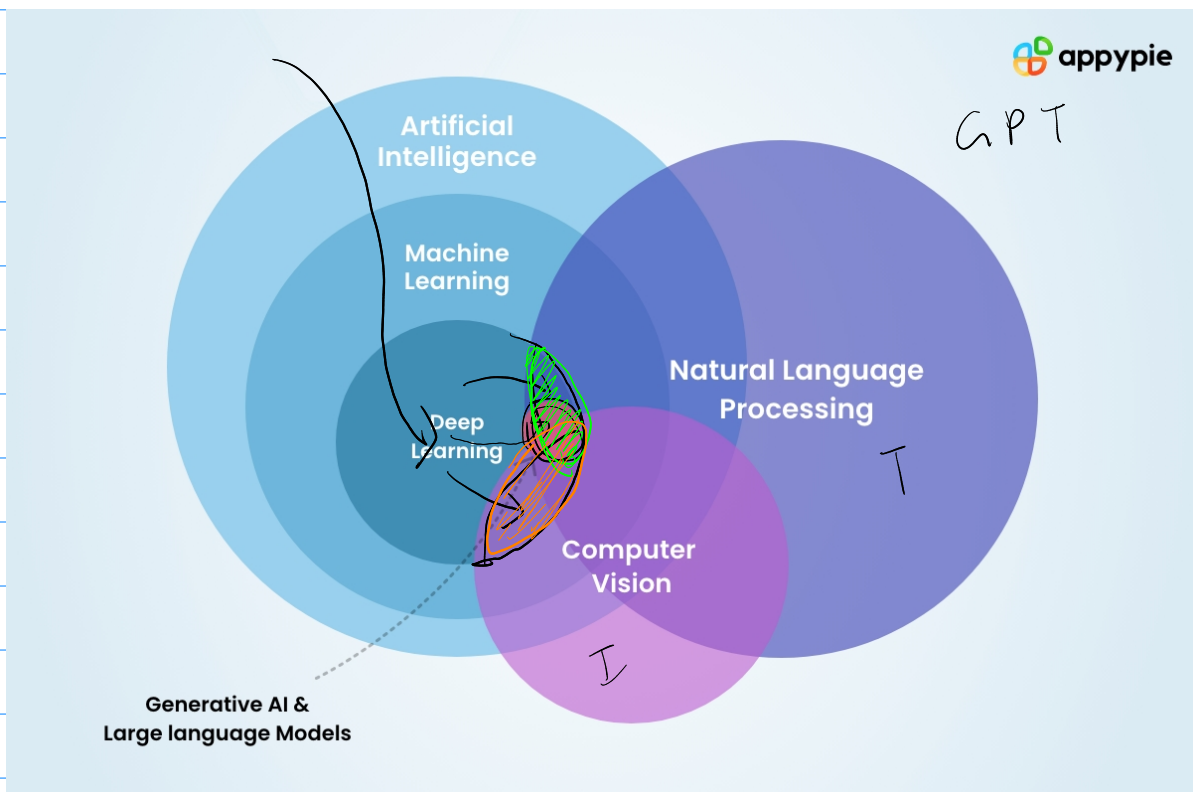 appypie
GPT
Artificial
Intelligence
Machine
Learning
Natural Language
Processing
Deep
Learning
T
Computer
Vision
I
Generative AI &
Large language Models